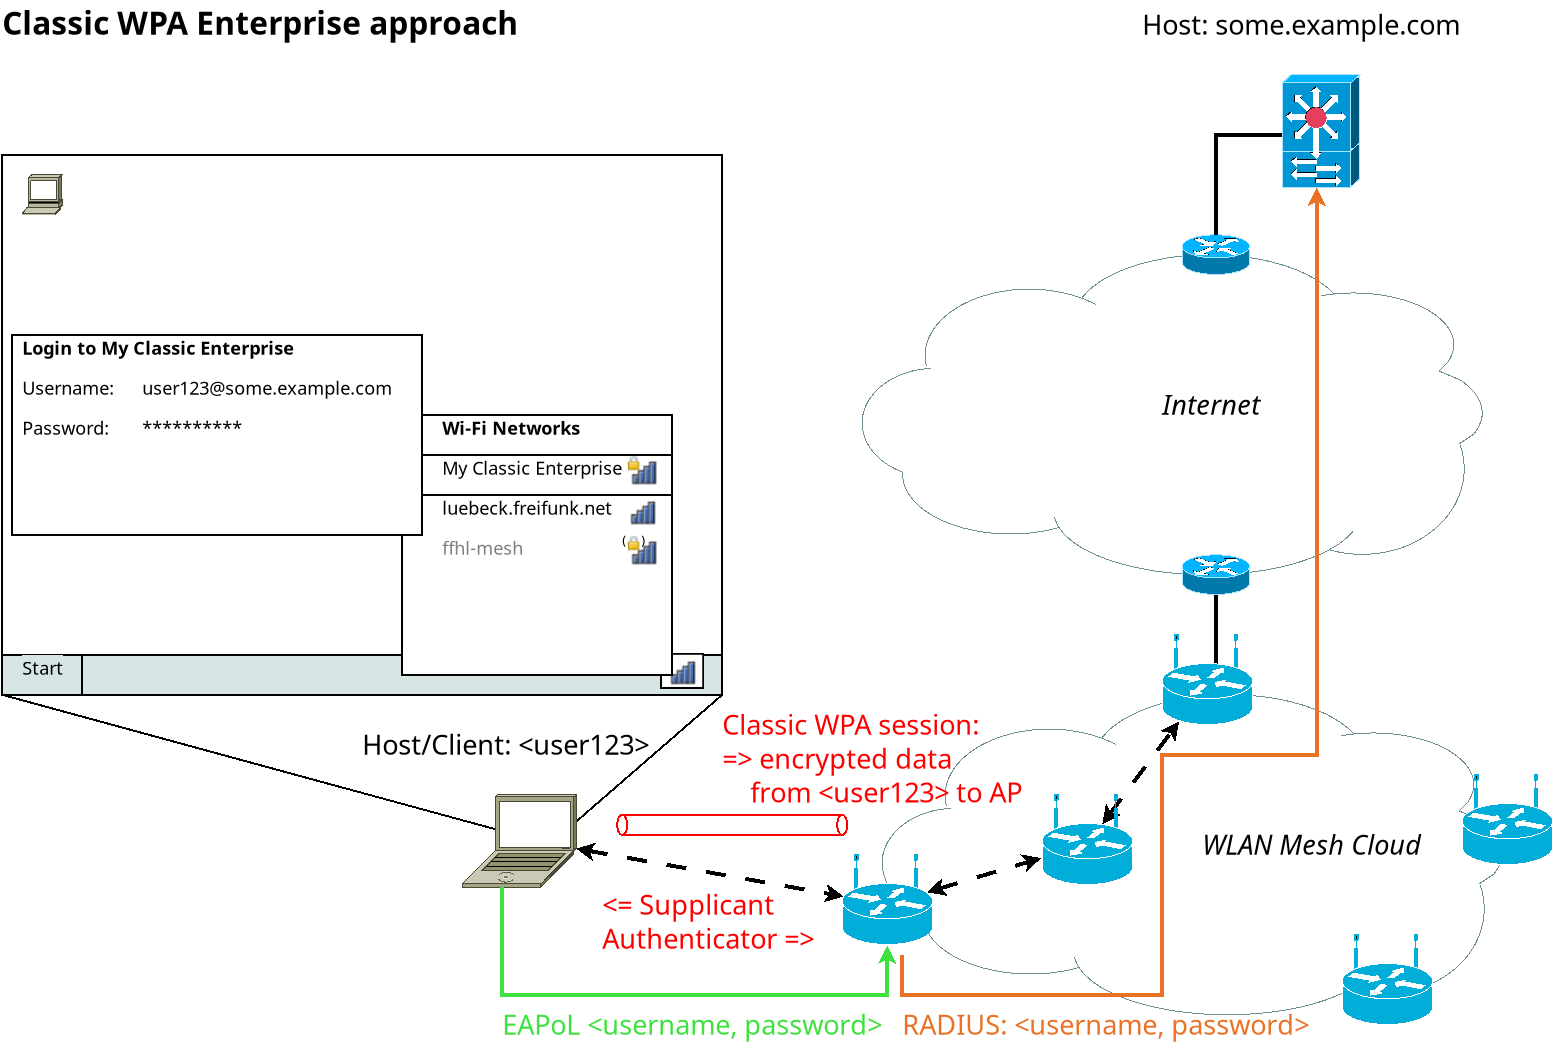 Classic WPA Enterprise approach
Host: some.example.com
Login to My Classic Enterprise
Username: user123@some.example.com
Password: **********
Wi-Fi Networks
My Classic Enterprise
luebeck.freifunk.net
ffhl-mesh
( )
Start
Internet
Host/Client: <user123>
Classic WPA session:
=> encrypted data
from <user123> to AP
WLAN Mesh Cloud
<= Supplicant
Authenticator =>
EAPoL <username, password>
RADIUS: <username, password>